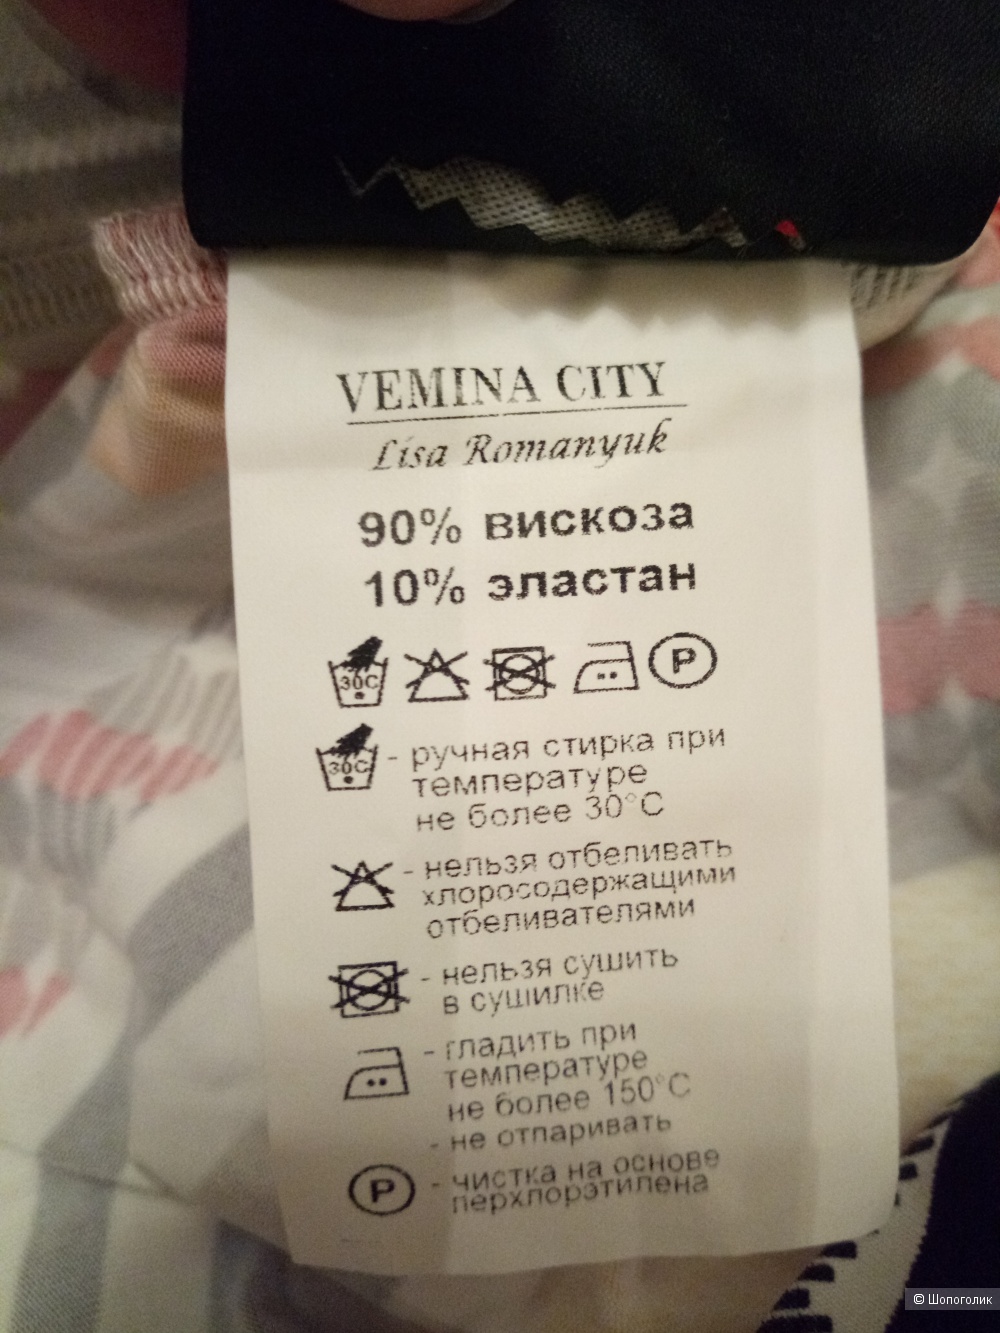 VEMINA CITY
Lisa Romanyuk
90% вискоза
10% эластан
30C P
30C - ручная стирка при
температуре
не более 30°C
- нельзя отбеливать
хлоросодержащими
отбеливателями
- нельзя сушить
в сушилке
- гладить при
температуре
не более 150°C
- не отпаривать
P - чистка на основе
перхлорэтилена
© Шопоголик